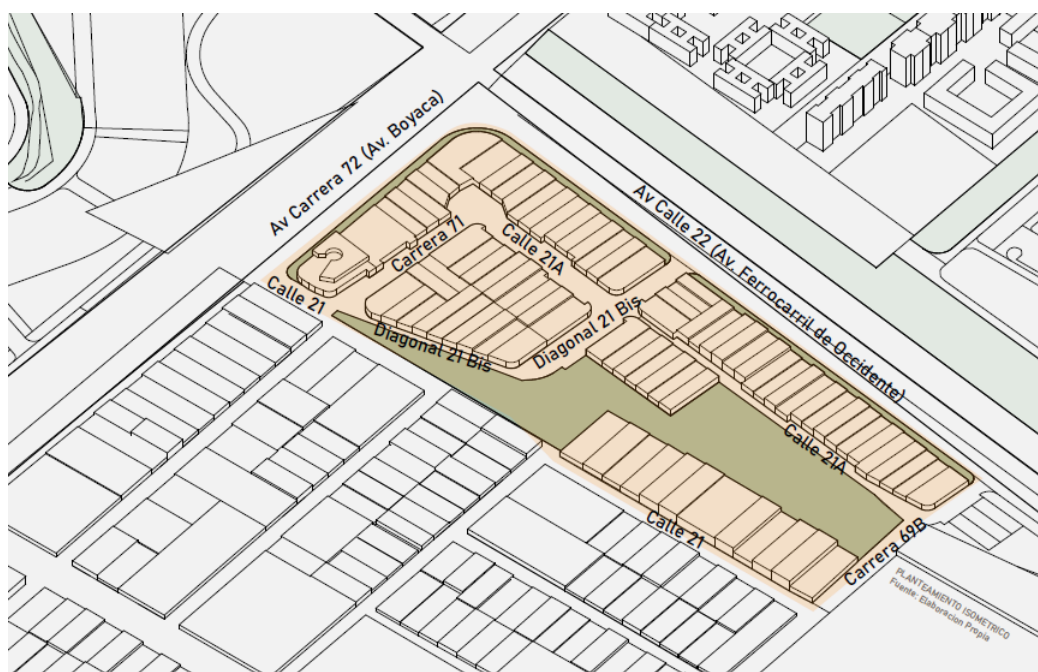 Av Carrera 72 (Av. Boyaca)
Av Calle 22 (Av. Ferrocarril de Occidente)
Carrera 71
Calle 21A
Calle 21
Diagonal 21 Bis
Diagonal 21 Bis
Calle 21A
Calle 21
Carrera 69B
PLANTEAMIENTO ISOMETRICO
Fuente: Elaboracion Propia